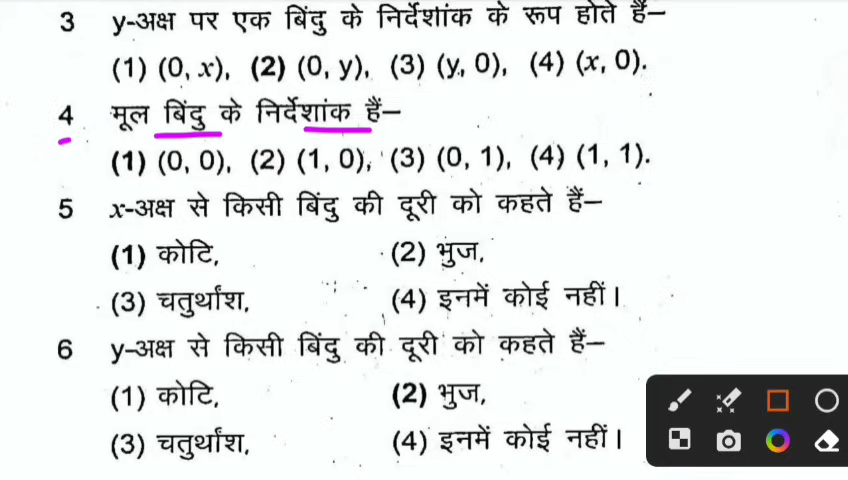 3 y-अक्ष पर एक बिंदु के निर्देशांक के रूप होते हैं—
(1) (0, x), (2) (0, y), (3) (y, 0), (4) (x, 0).
4 मूल बिंदु के निर्देशांक हैं—
(1) (0, 0), (2) (1, 0), (3) (0, 1), (4) (1, 1).
5 x-अक्ष से किसी बिंदु की दूरी को कहते हैं—
(1) कोटि, (2) भुज,
(3) चतुर्थांश, (4) इनमें कोई नहीं।
6 y-अक्ष से किसी बिंदु की दूरी को कहते हैं—
(1) कोटि, (2) भुज,
(3) चतुर्थांश, (4) इनमें कोई नहीं।